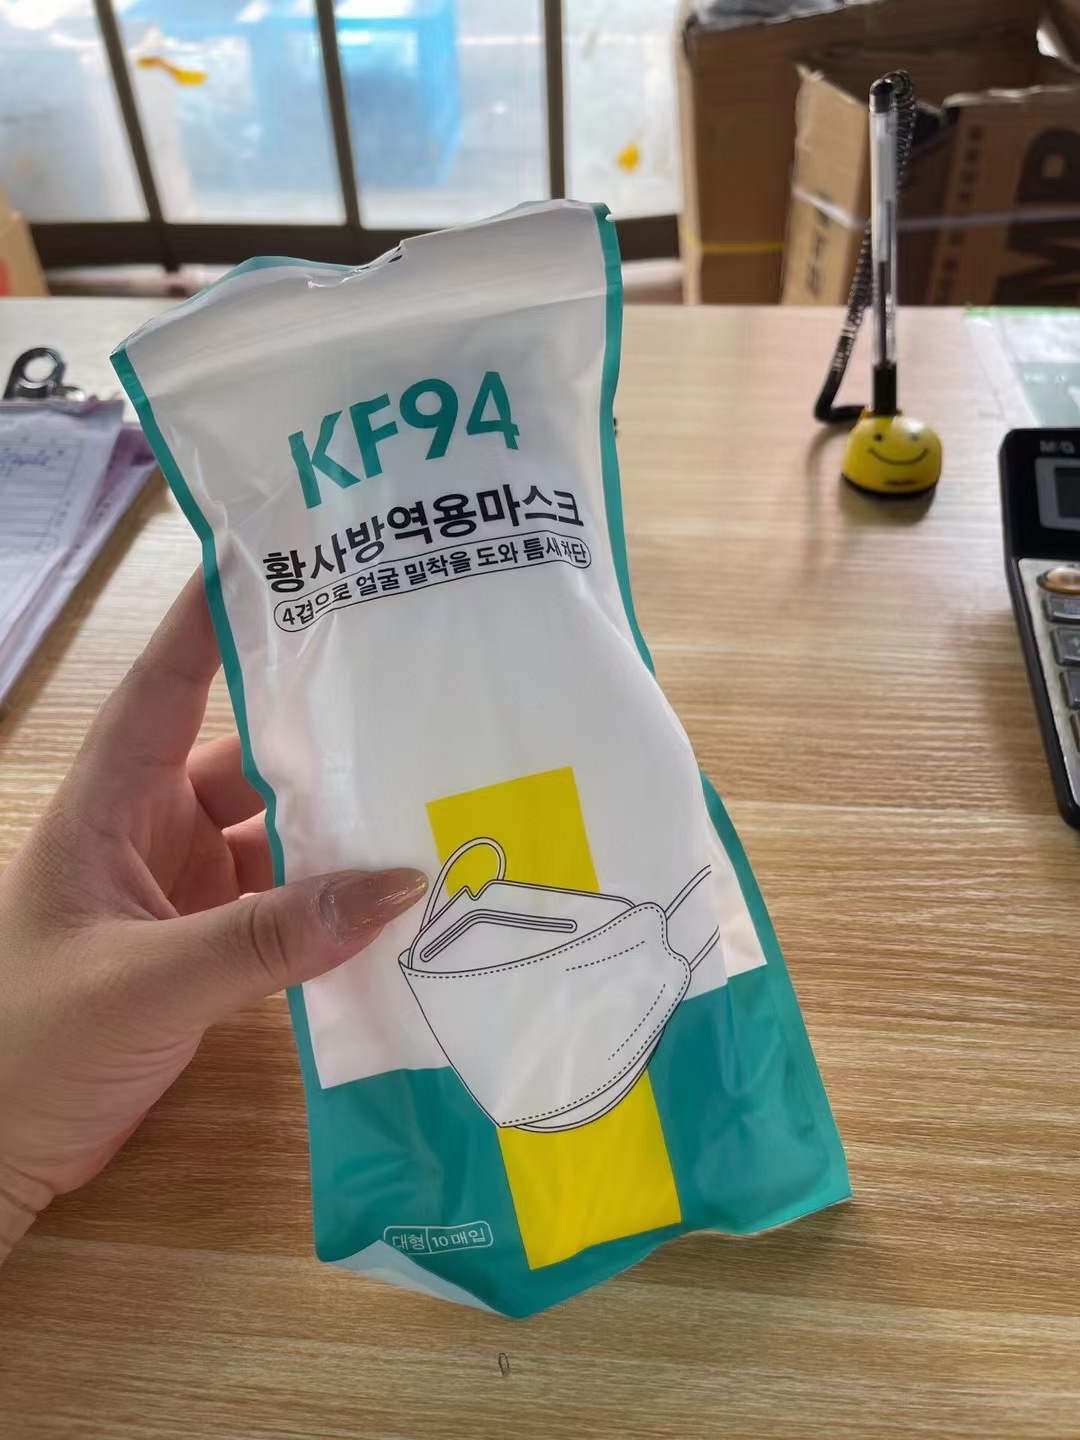 KF94
황사방역용마스크
4겹으로 얼굴 밀착을 도와 틈새차단
대형 10매입
M&G